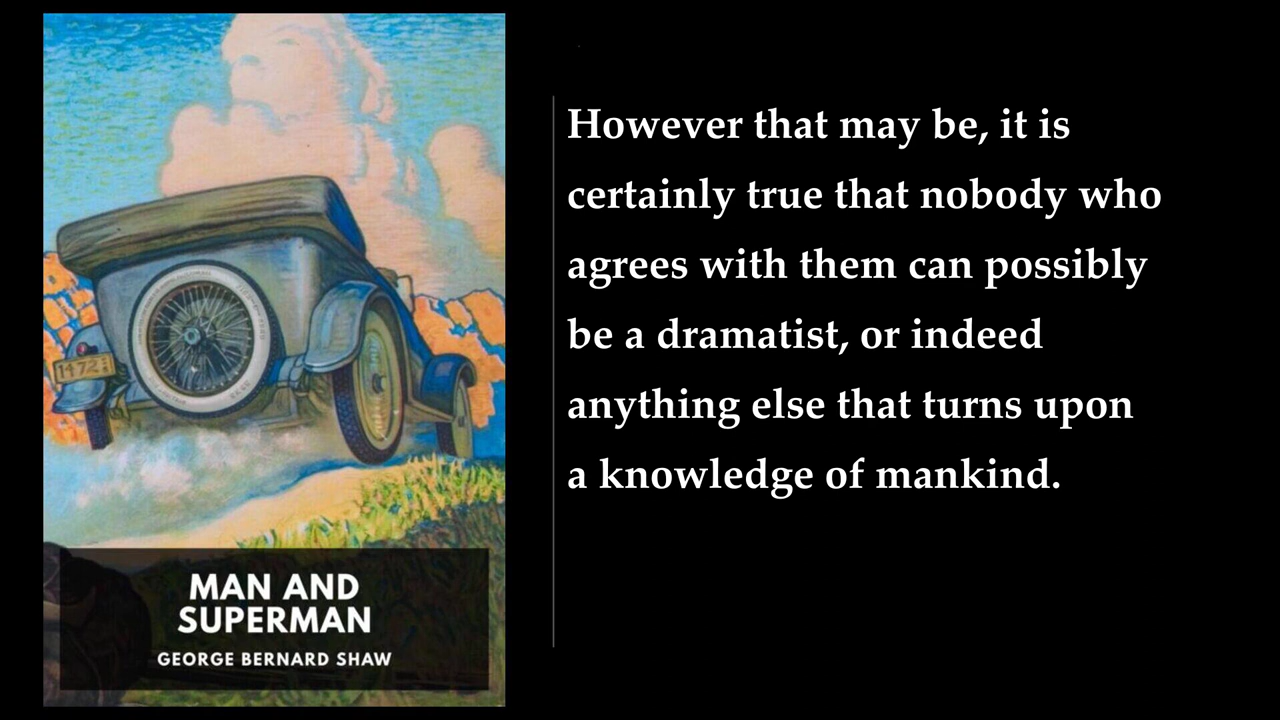 However that may be, it is
certainly true that nobody who
agrees with them can possibly
be a dramatist, or indeed
anything else that turns upon
a knowledge of mankind.
1472
MAN AND
SUPERMAN
GEORGE BERNARD SHAW